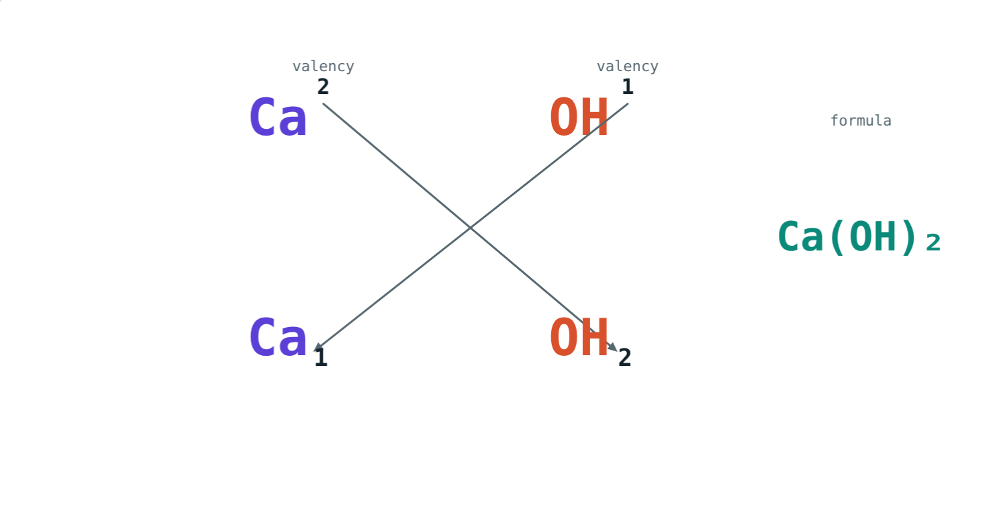 valency valency
2 1
Ca OH
formula
Ca(OH)₂
Ca₁ OH₂